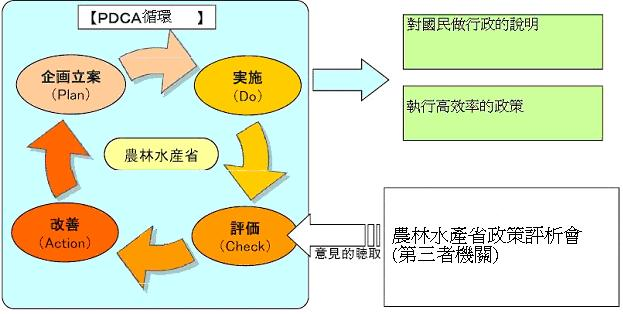 【PDCA循環　】
企画立案
(Plan)
実施
(Do)
農林水産省
改善
(Action)
評価
(Check)
對國民做行政的說明
執行高效率的政策
意見的聴取
農林水產省政策評析會
(第三者機關)